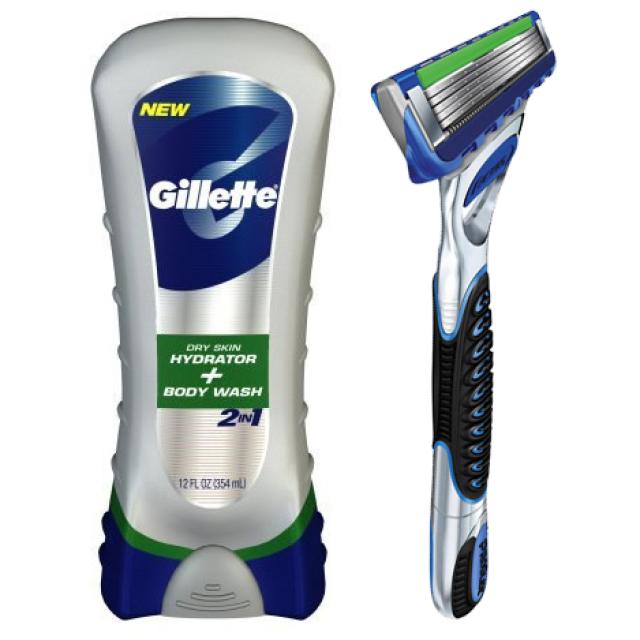 NEW
Gillette
DRY SKIN
HYDRATOR
+
BODY WASH
2IN1
12 FL OZ (354 mL)